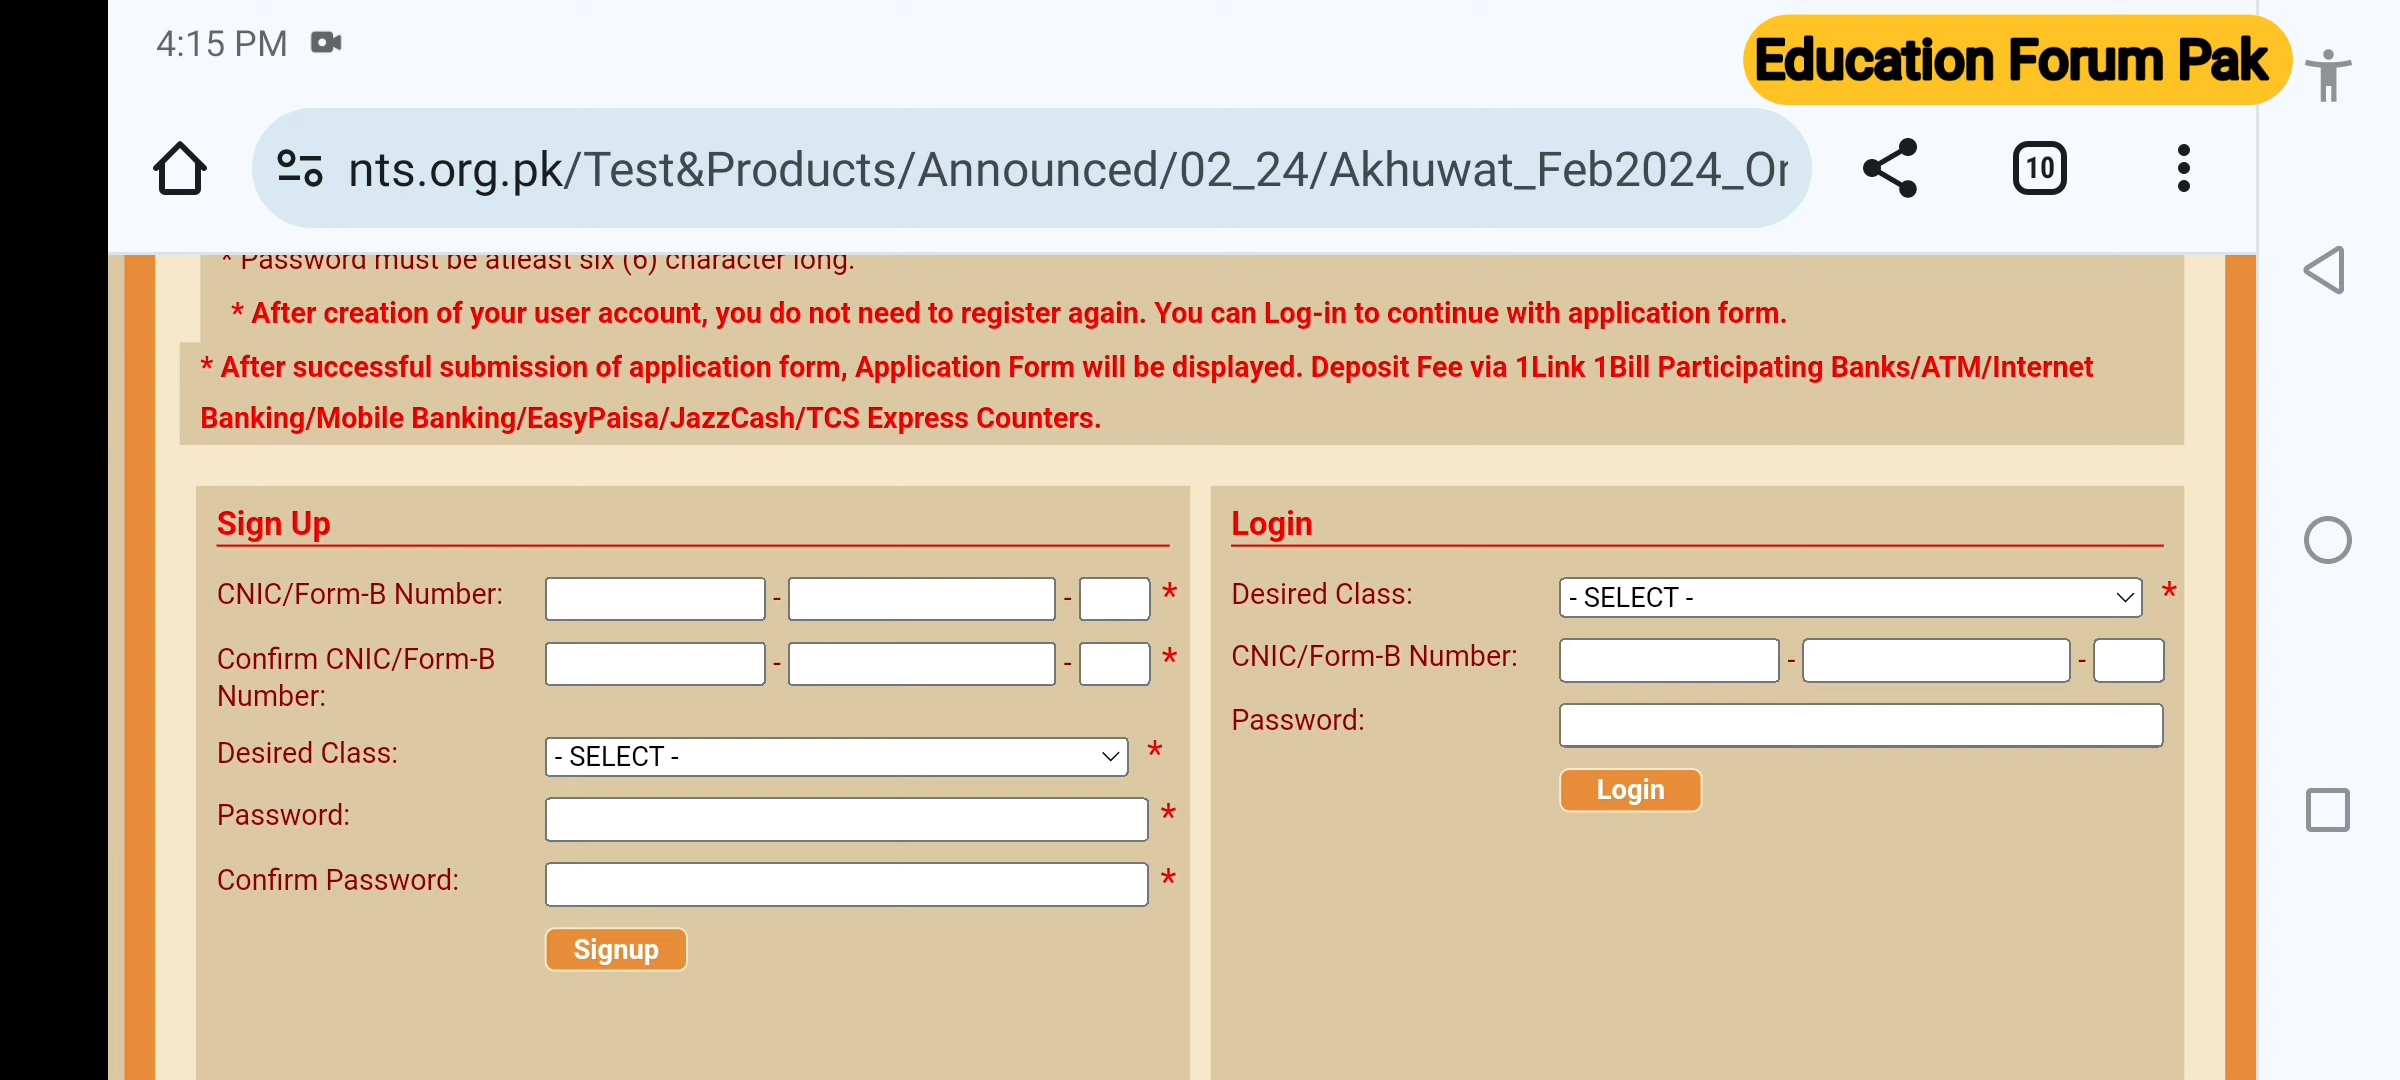 4:15 PM
Education Forum Pak
nts.org.pk/Test&Products/Announced/02_24/Akhuwat_Feb2024_Or
10
* Password must be atleast six (6) character long.
* After creation of your user account, you do not need to register again. You can Log-in to continue with application form.
* After successful submission of application form, Application Form will be displayed. Deposit Fee via 1Link 1Bill Participating Banks/ATM/Internet
Banking/Mobile Banking/EasyPaisa/JazzCash/TCS Express Counters.
Sign Up
CNIC/Form-B Number: - - *
Confirm CNIC/Form-B - - *
Number:
Desired Class: - SELECT - *
Password: *
Confirm Password: *
Signup
Login
Desired Class: - SELECT - *
CNIC/Form-B Number: - -
Password:
Login